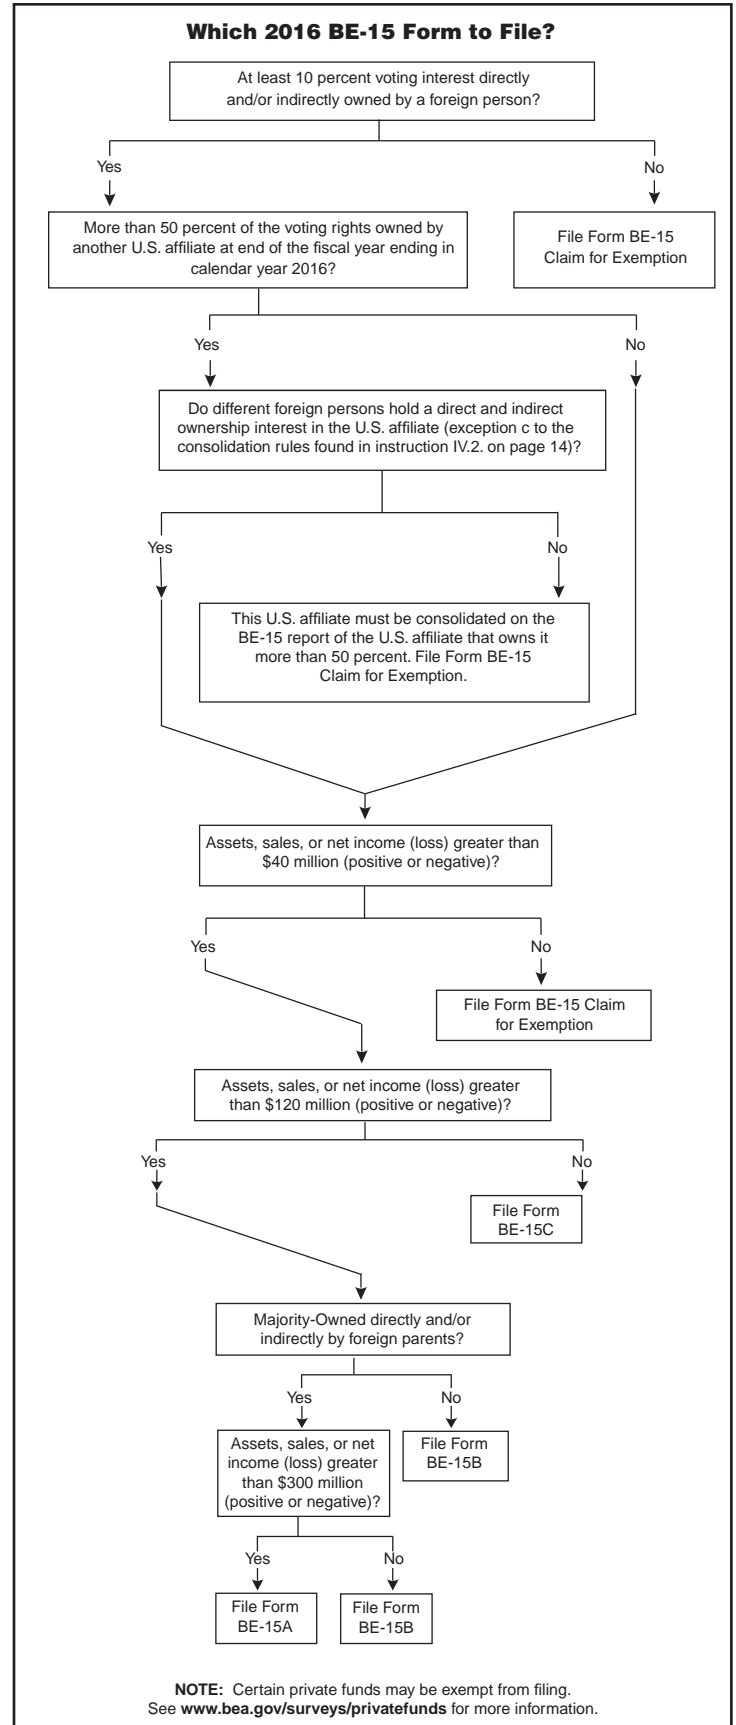 Which 2016 BE-15 Form to File?
At least 10 percent voting interest directly
and/or indirectly owned by a foreign person?
Yes
No
More than 50 percent of the voting rights owned by
another U.S. affiliate at end of the fiscal year ending in
calendar year 2016?
File Form BE-15
Claim for Exemption
Yes
No
Do different foreign persons hold a direct and indirect
ownership interest in the U.S. affiliate (exception c to the
consolidation rules found in instruction IV.2. on page 14)?
Yes
No
This U.S. affiliate must be consolidated on the
BE-15 report of the U.S. affiliate that owns it
more than 50 percent. File Form BE-15
Claim for Exemption.
Assets, sales, or net income (loss) greater than
$40 million (positive or negative)?
Yes
No
File Form BE-15 Claim
for Exemption
Assets, sales, or net income (loss) greater
than $120 million (positive or negative)?
Yes
No
File Form
BE-15C
Majority-Owned directly and/or
indirectly by foreign parents?
Yes
No
Assets, sales, or net
income (loss) greater
than $300 million
(positive or negative)?
File Form
BE-15B
Yes
No
File Form
BE-15A
File Form
BE-15B
NOTE: Certain private funds may be exempt from filing.
See www.bea.gov/surveys/privatefunds for more information.